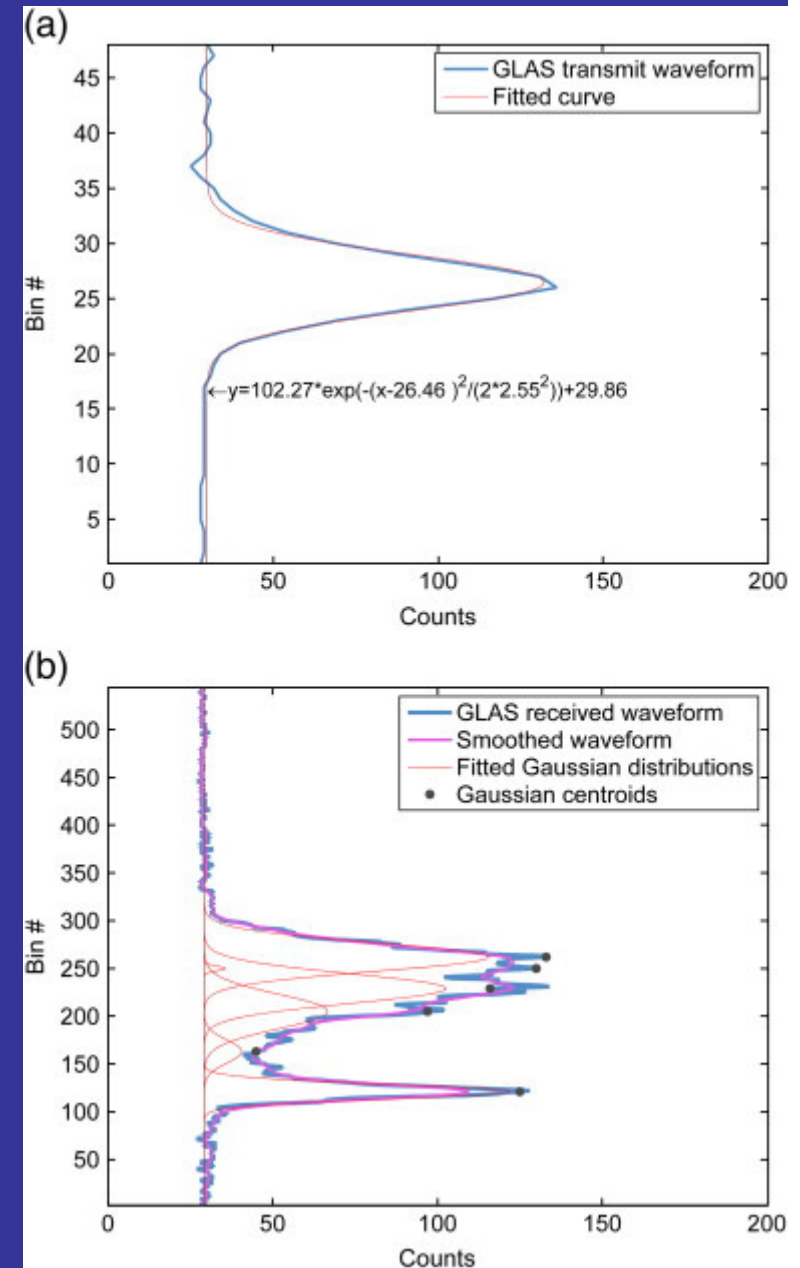 (a)
45
40
35
30
25
20
15
10
5
Bin #
GLAS transmit waveform
Fitted curve
←y=102.27*exp(-(x-26.46 )^2/(2*2.55^2))+29.86
0 50 100 150 200
Counts
(b)
500
450
400
350
300
250
200
150
100
50
Bin #
GLAS received waveform
Smoothed waveform
Fitted Gaussian distributions
Gaussian centroids
0 50 100 150 200
Counts